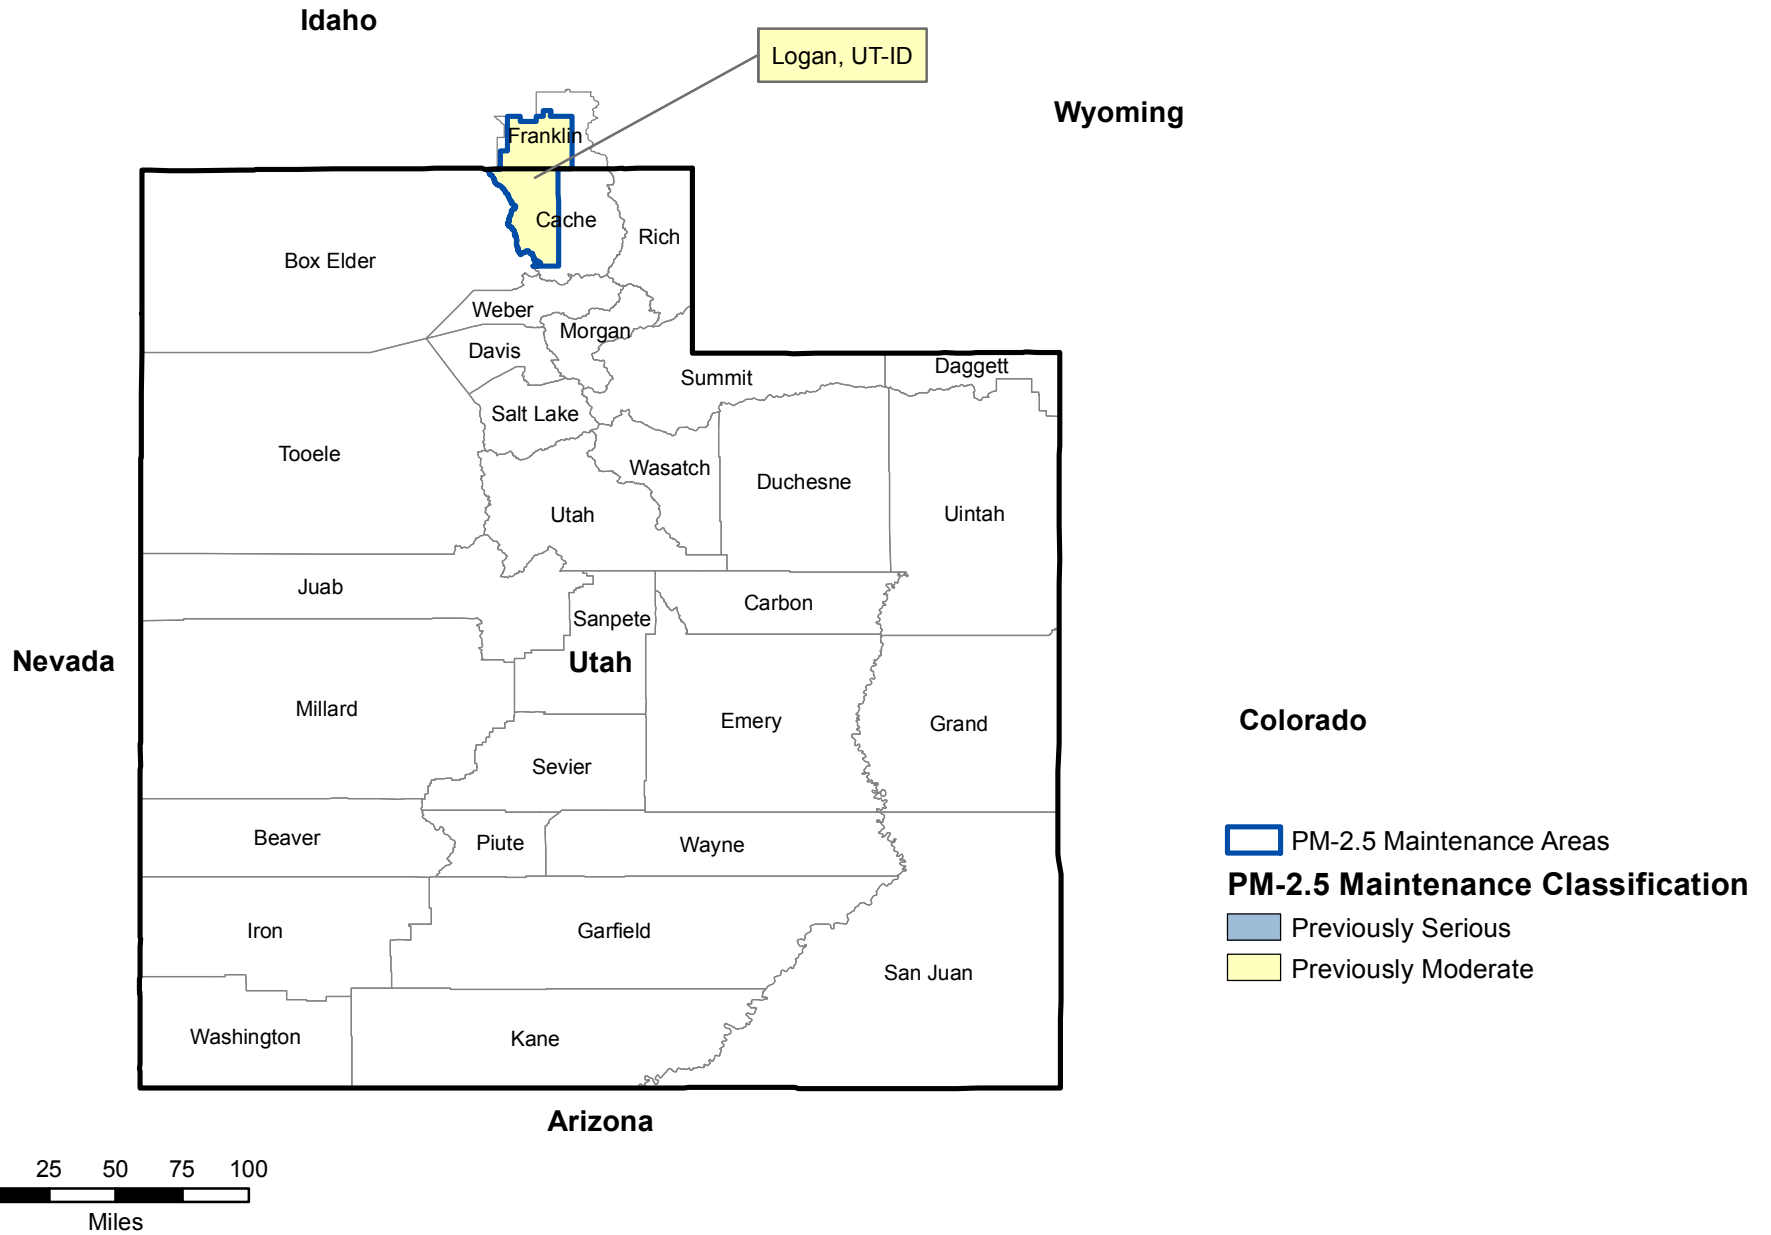 Idaho
Logan, UT-ID
Wyoming
Franklin
Cache
Rich
Box Elder
Weber
Morgan
Davis
Daggett
Summit
Salt Lake
Tooele
Wasatch
Duchesne
Uintah
Utah
Juab
Carbon
Sanpete
Nevada
Utah
Millard
Emery
Grand
Colorado
Sevier
Beaver
Piute
Wayne
PM-2.5 Maintenance Areas
PM-2.5 Maintenance Classification
Previously Serious
Previously Moderate
Iron
Garfield
San Juan
Washington
Kane
Arizona
25 50 75 100
Miles